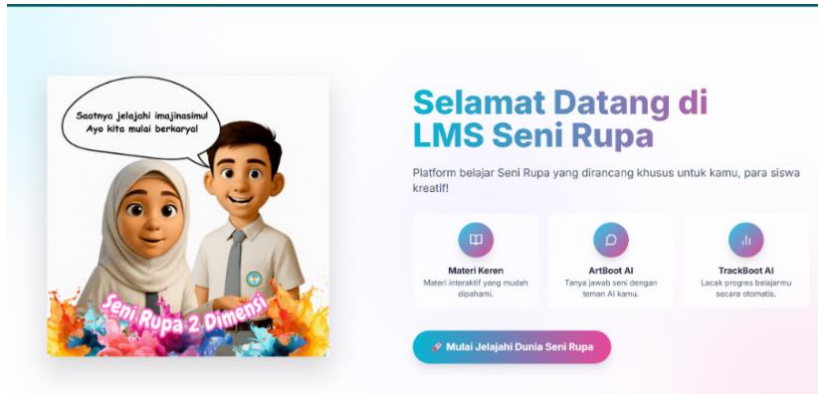 Saatnya jelajahi imajinasimu!
Ayo kita mulai berkarya!
Seni Rupa 2 Dimensi
Selamat Datang di
LMS Seni Rupa
Platform belajar Seni Rupa yang dirancang khusus untuk kamu, para siswa
kreatif!
Materi Keren
Materi interaktif yang mudah
dipahami.
ArtBoot AI
Tanya jawab seni dengan
teman AI kamu.
TrackBoot AI
Lacak progres belajarmu
secara otomatis.
Mulai Jelajahi Dunia Seni Rupa